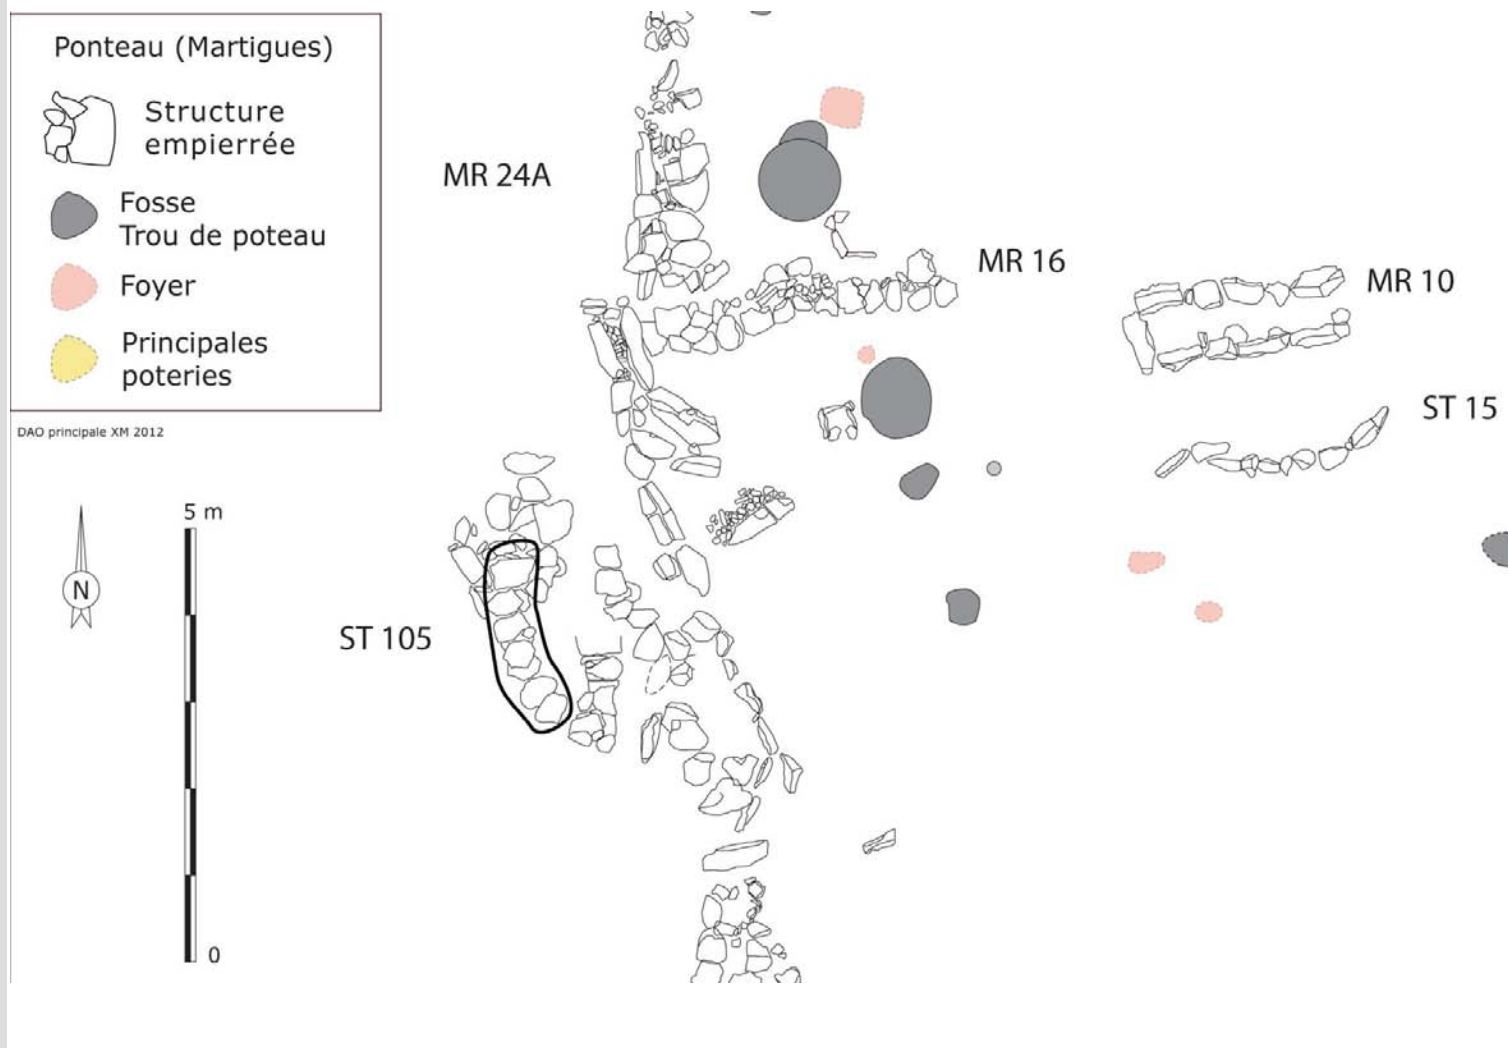 Ponteau (Martigues)
Structure
empierrée
Fosse
Trou de poteau
Foyer
Principales
poteries
DAO principale XM 2012
5 m
N
0
MR 24A
MR 16
MR 10
ST 15
ST 105